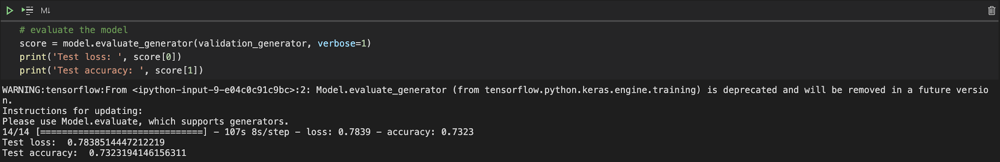 M↓
# evaluate the model
score = model.evaluate_generator(validation_generator, verbose=1)
print('Test loss: ', score[0])
print('Test accuracy: ', score[1])
WARNING:tensorflow:From <ipython-input-9-e04c0c91c9bc>:2: Model.evaluate_generator (from tensorflow.python.keras.engine.training) is deprecated and will be removed in a future versio
n.
Instructions for updating:
Please use Model.evaluate, which supports generators.
14/14 [==============================] - 107s 8s/step - loss: 0.7839 - accuracy: 0.7323
Test loss:  0.7838514447212219
Test accuracy:  0.7323194146156311